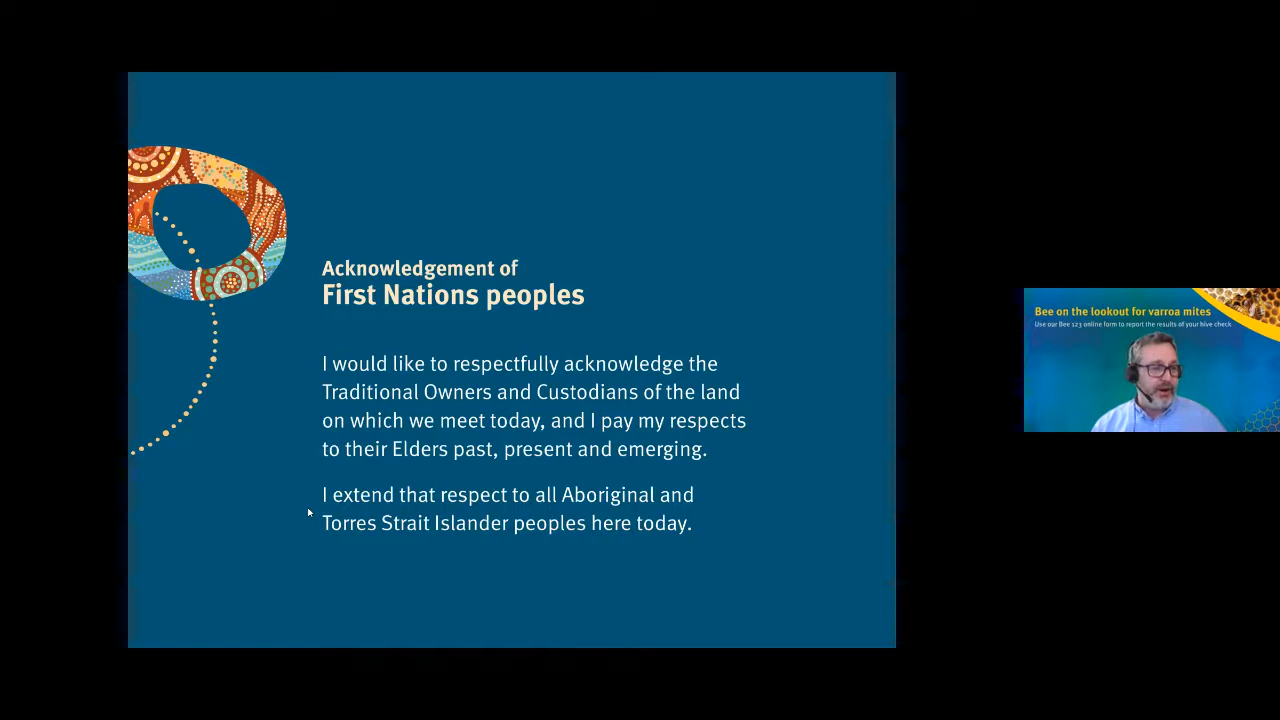 Acknowledgement of
First Nations peoples
I would like to respectfully acknowledge the
Traditional Owners and Custodians of the land
on which we meet today, and I pay my respects
to their Elders past, present and emerging.
I extend that respect to all Aboriginal and
Torres Strait Islander peoples here today.
Bee on the lookout for varroa mites
Use our Bee 123 online form to report the results of your hive check